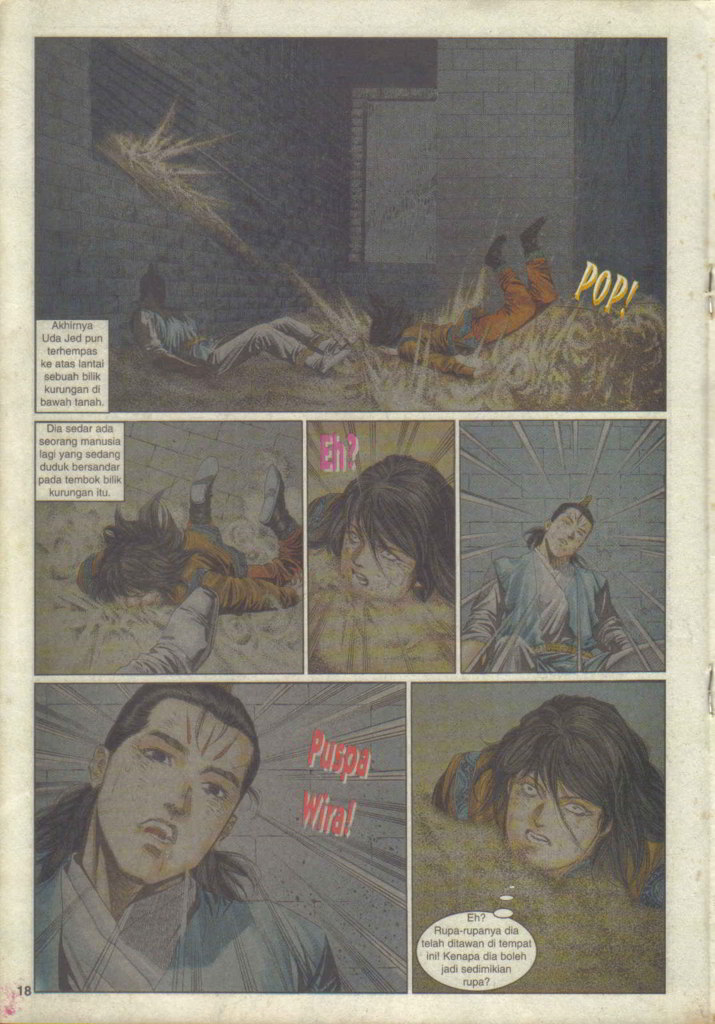 POP!
Akhirnya
Uda Jed pun
terhempas
ke atas lantai
sebuah bilik
kurungan di
bawah tanah.
Dia sedar ada
seorang manusia
lagi yang sedang
duduk bersandar
pada tembok bilik
kurungan itu.
Eh?
Puspa
Wira!
Eh?
Rupa-rupanya dia
telah ditawan di tempat
ini! Kenapa dia boleh
jadi sedimikian
rupa?
18